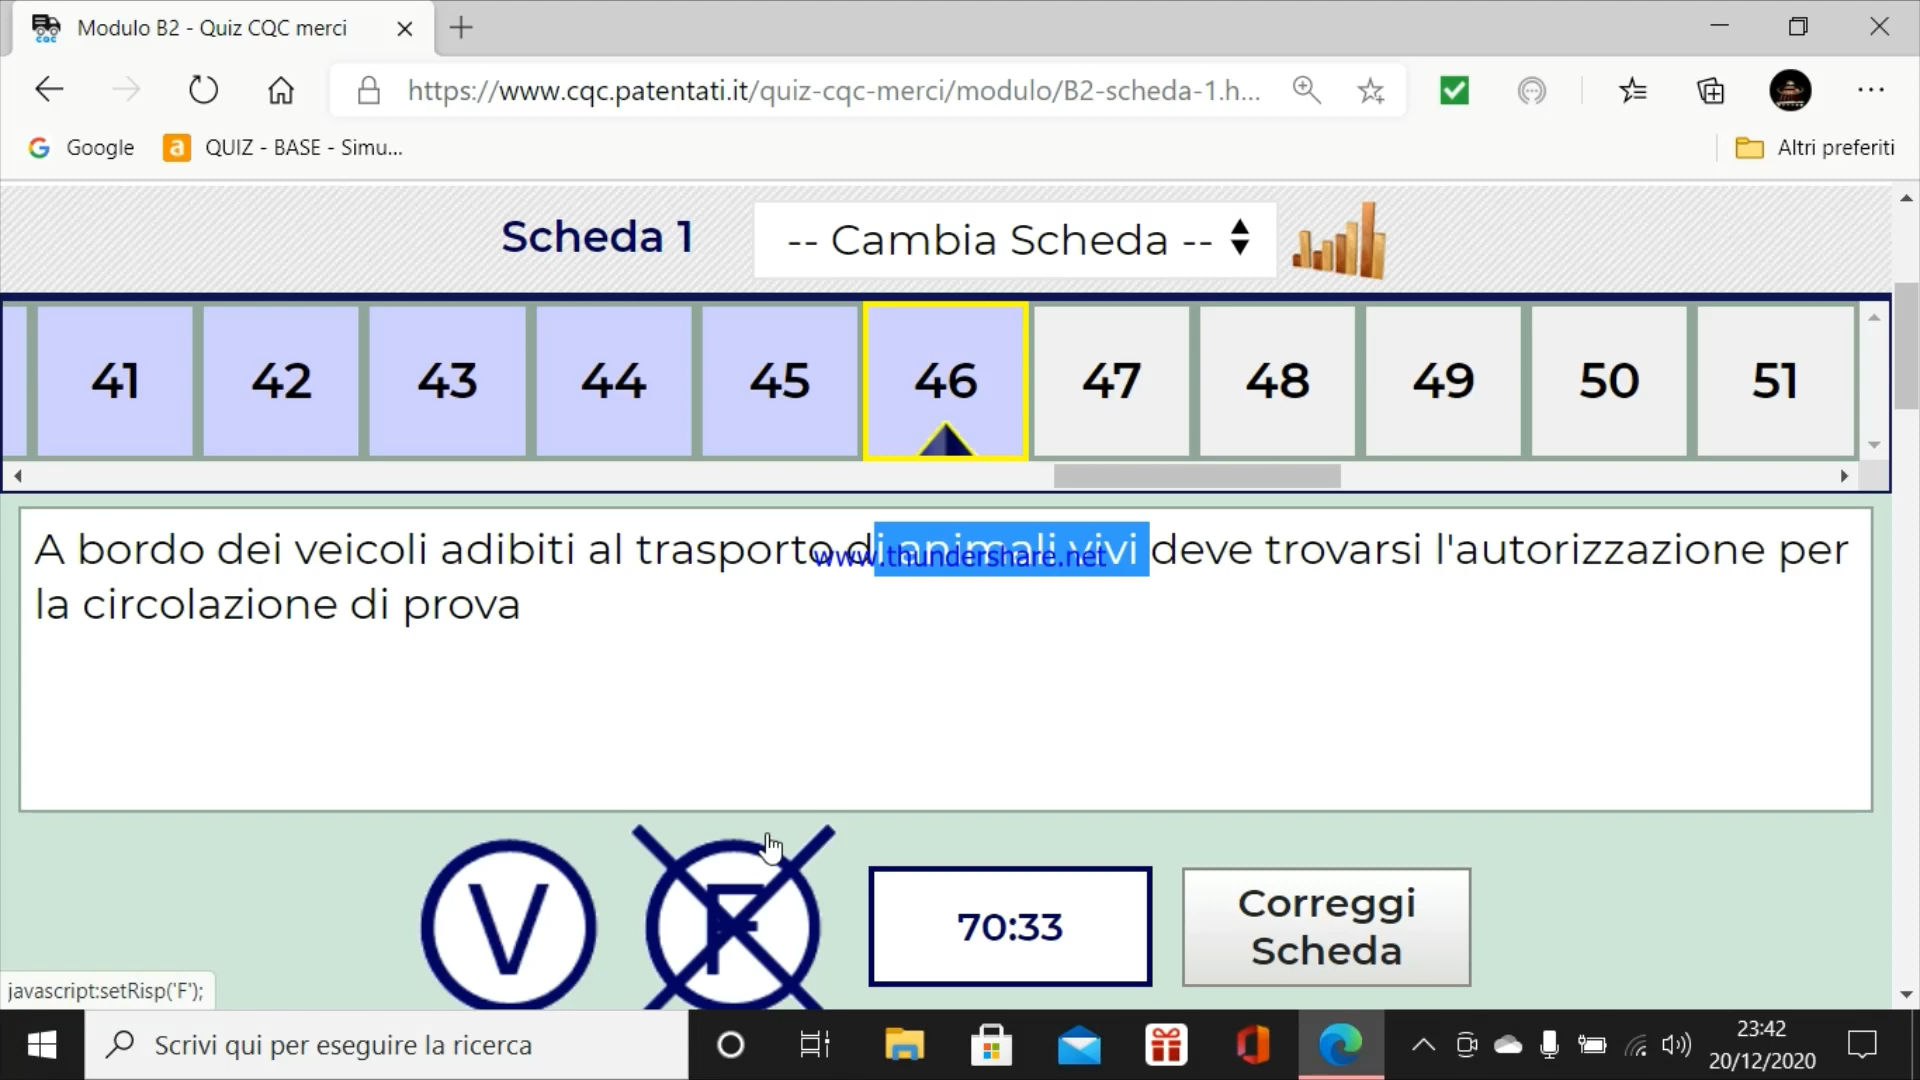 Modulo B2 - Quiz CQC merci
https://www.cqc.patentati.it/quiz-cqc-merci/modulo/B2-scheda-1.h...
Google
a QUIZ - BASE - Simu...
Altri preferiti
Scheda 1
-- Cambia Scheda --
41 42 43 44 45 46 47 48 49 50 51
A bordo dei veicoli adibiti al trasporto di animali vivi deve trovarsi l'autorizzazione per
www.thundershare.net
la circolazione di prova
V F
70:33
Correggi
Scheda
javascript:setRisp('F');
Scrivi qui per eseguire la ricerca
23:42
20/12/2020